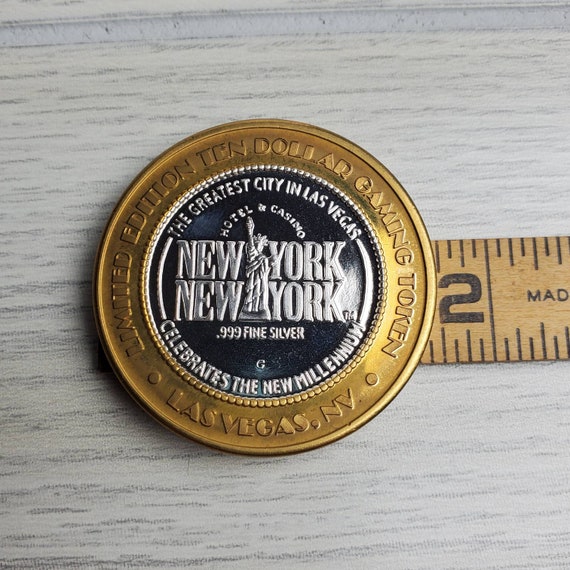 LIMITED EDITION TEN DOLLAR GAMING TOKEN
• LAS VEGAS, NV •
THE GREATEST CITY IN LAS VEGAS
HOTEL & CASINO
NEW YORK
NEW YORK™
.999 FINE SILVER
G
CELEBRATES THE NEW MILLENNIUM
2
MAD